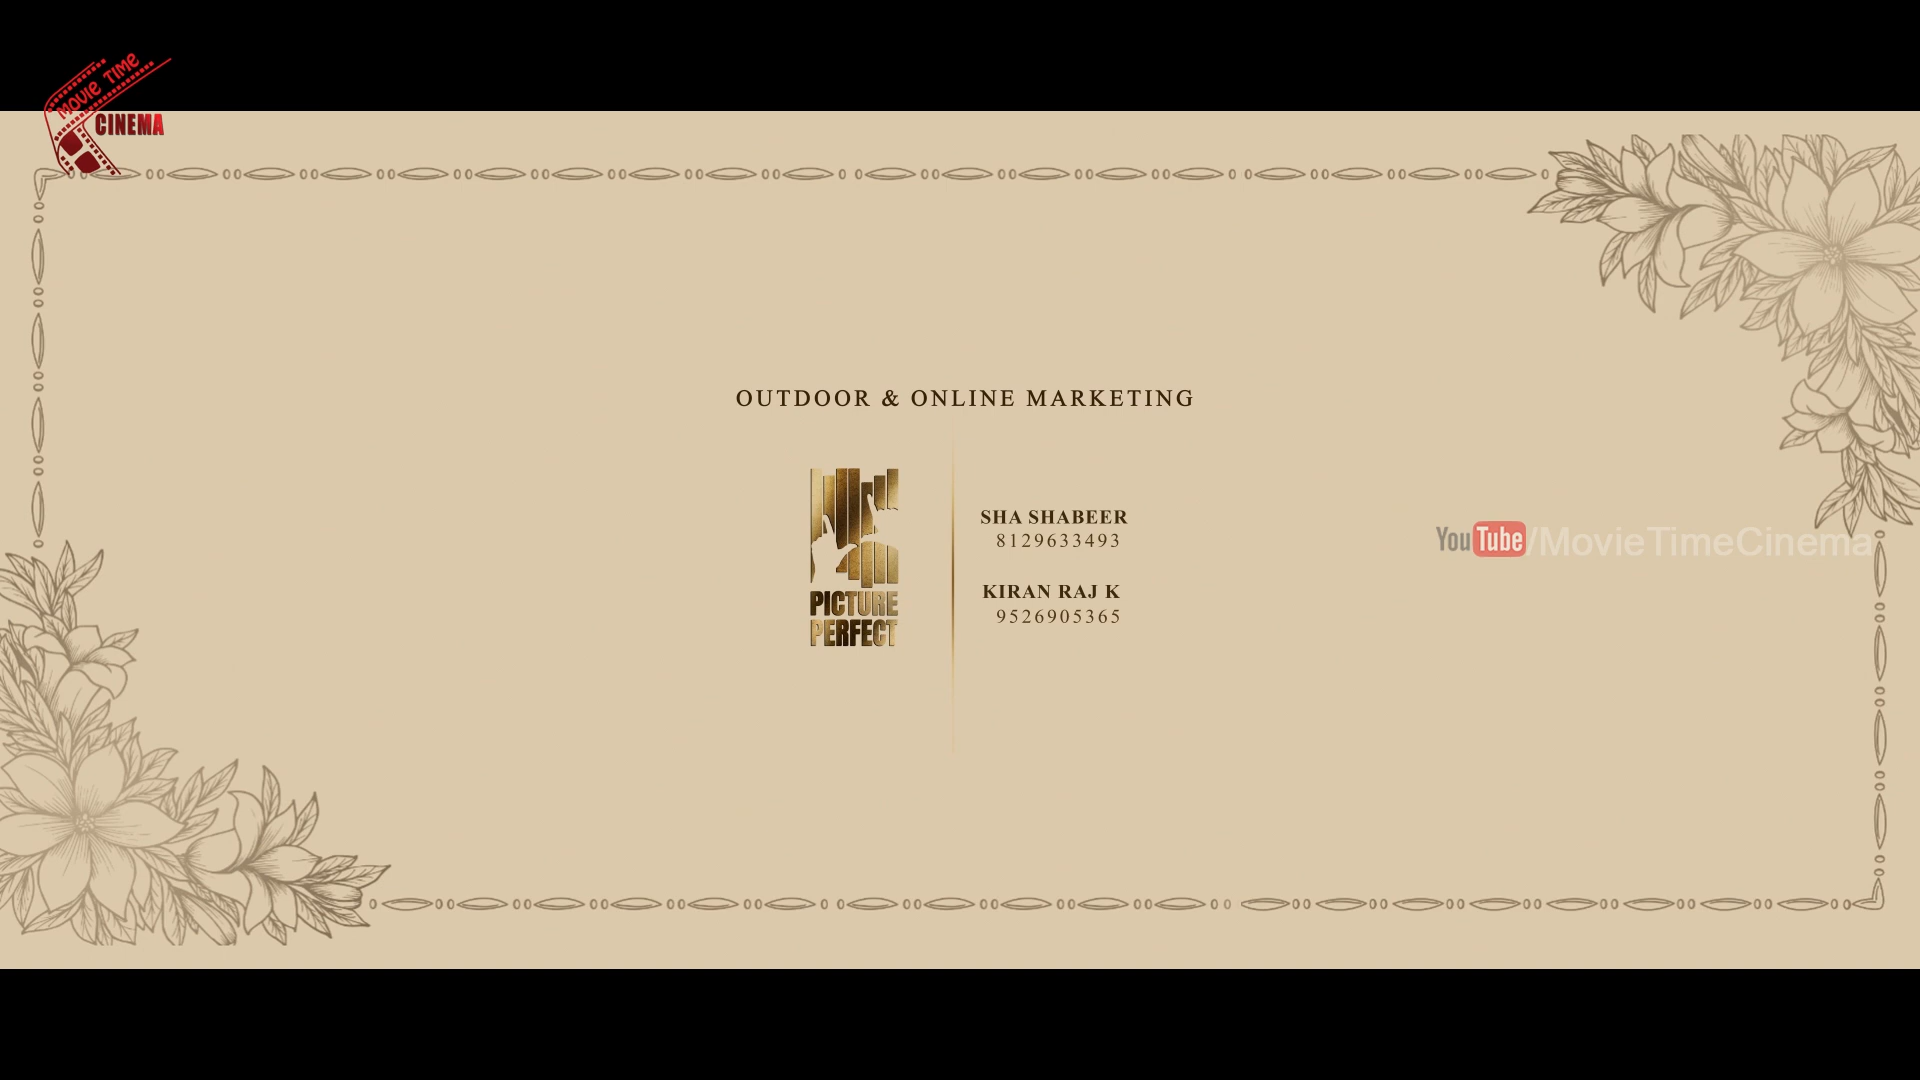 MOVIE TIME
CINEMA
OUTDOOR & ONLINE MARKETING
SHA SHABEER
8129633493
KIRAN RAJ K
9526905365
PICTURE
PERFECT
YouTube/MovieTimeCinema